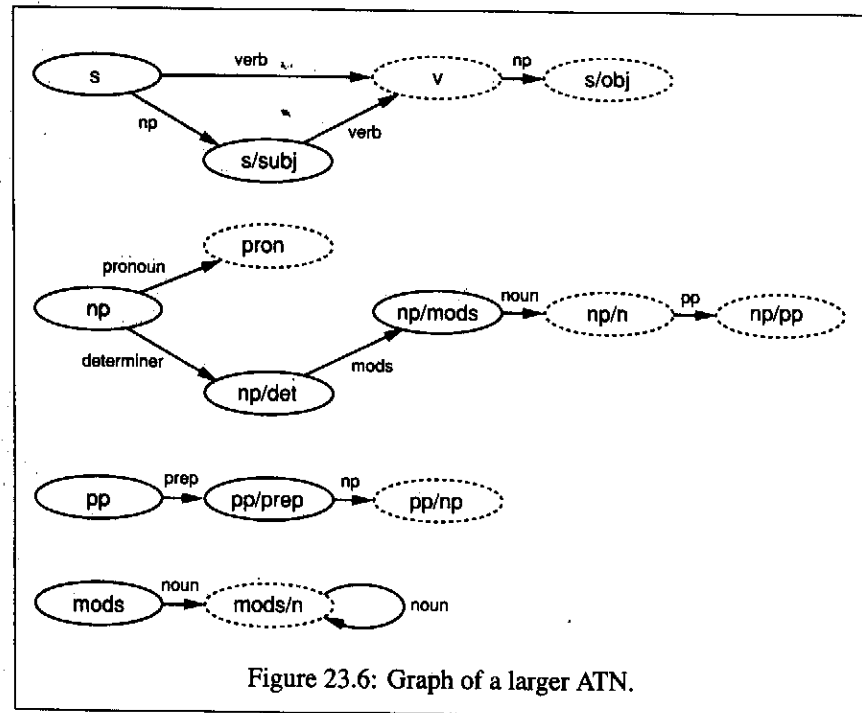 verb
np
s
v
s/obj
np
verb
s/subj
pron
pronoun
np
noun
pp
np/mods
np/n
np/pp
determiner
mods
np/det
prep
np
pp
pp/prep
pp/np
noun
mods
mods/n
noun
Figure 23.6: Graph of a larger ATN.